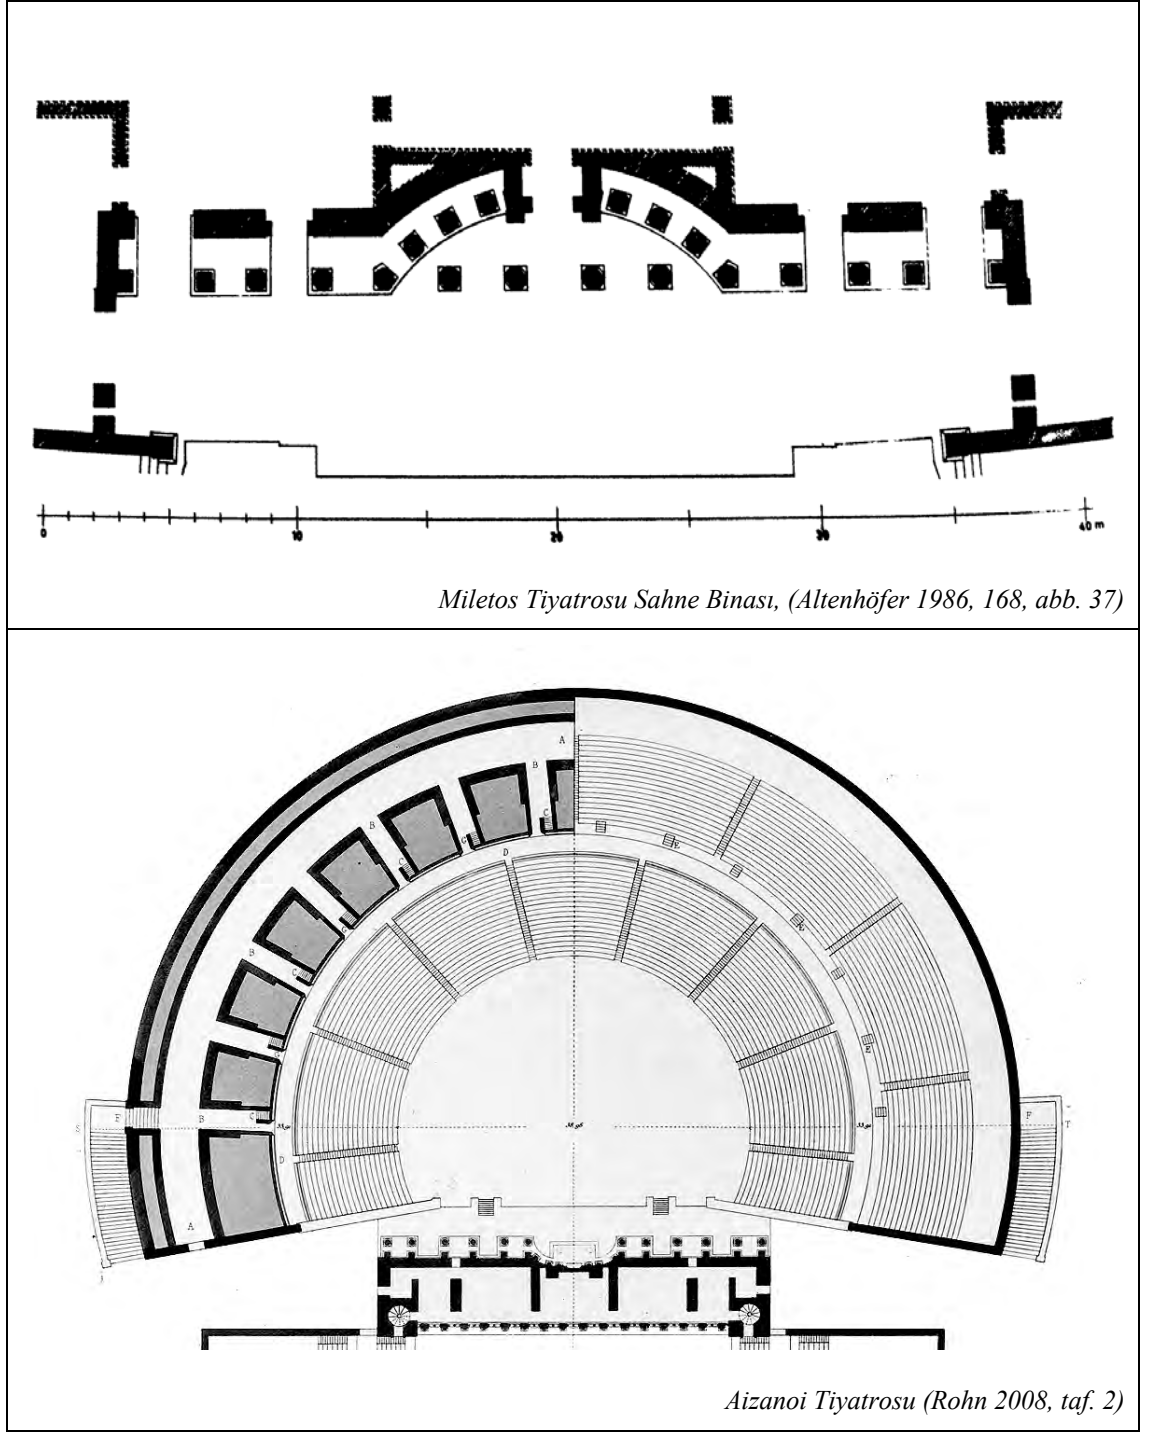 0 10 20 30 40 m
Miletos Tiyatrosu Sahne Binası, (Altenhöfer 1986, 168, abb. 37)
A
B
B
C
G
E
C
D
B
C
E
C
B
C
E
F
B
C
F
S
T
D
A
Aizanoi Tiyatrosu (Rohn 2008, taf. 2)